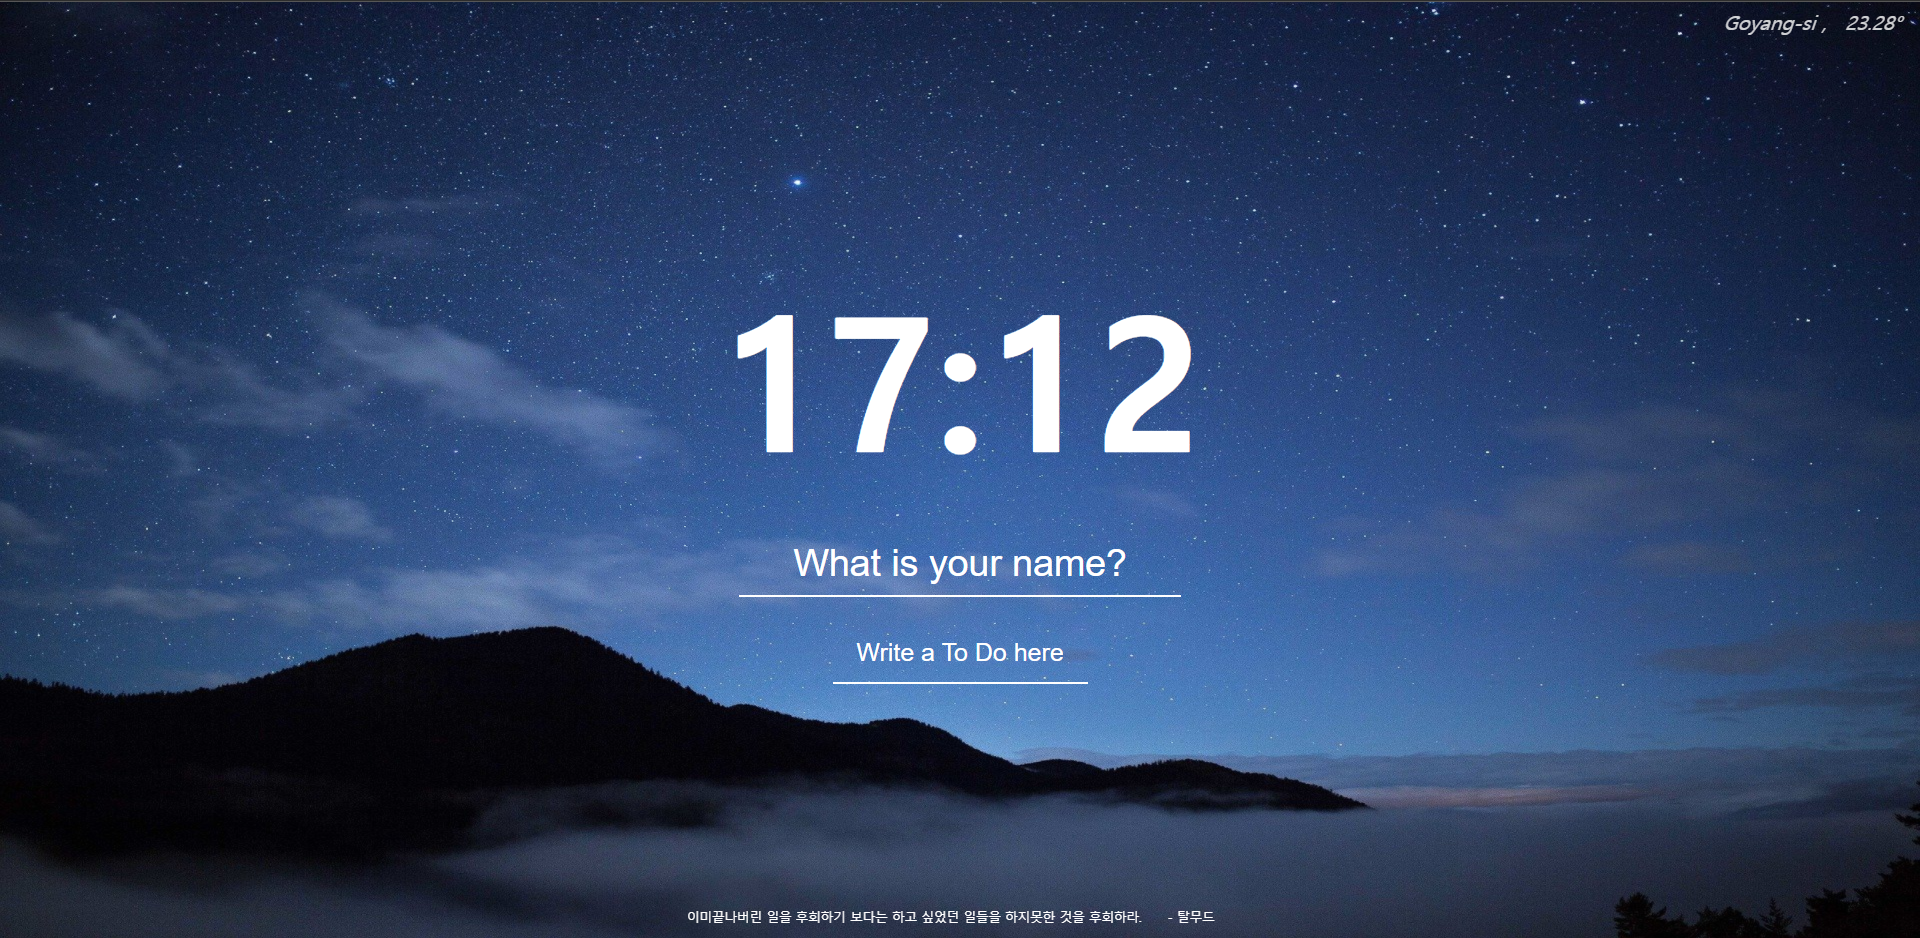 Goyang-si , 23.28°
17:12
What is your name?
Write a To Do here
이미끝나버린 일을 후회하기 보다는 하고 싶었던 일들을 하지못한 것을 후회하라. - 탈무드